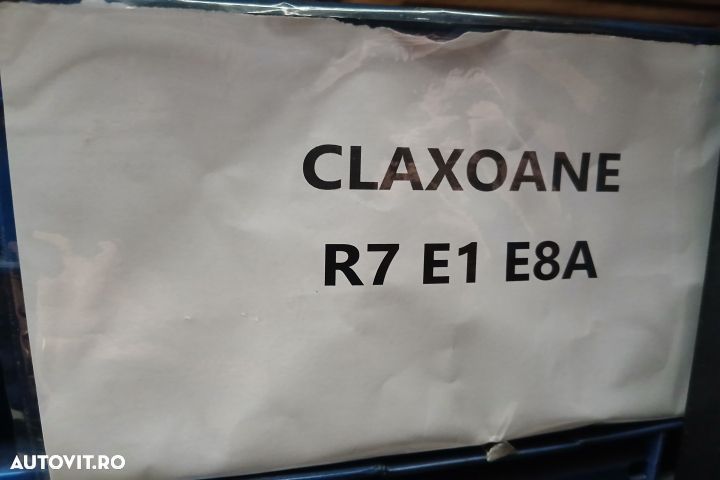 CLAXOANE
R7 E1 E8A
AUTOVIT.RO